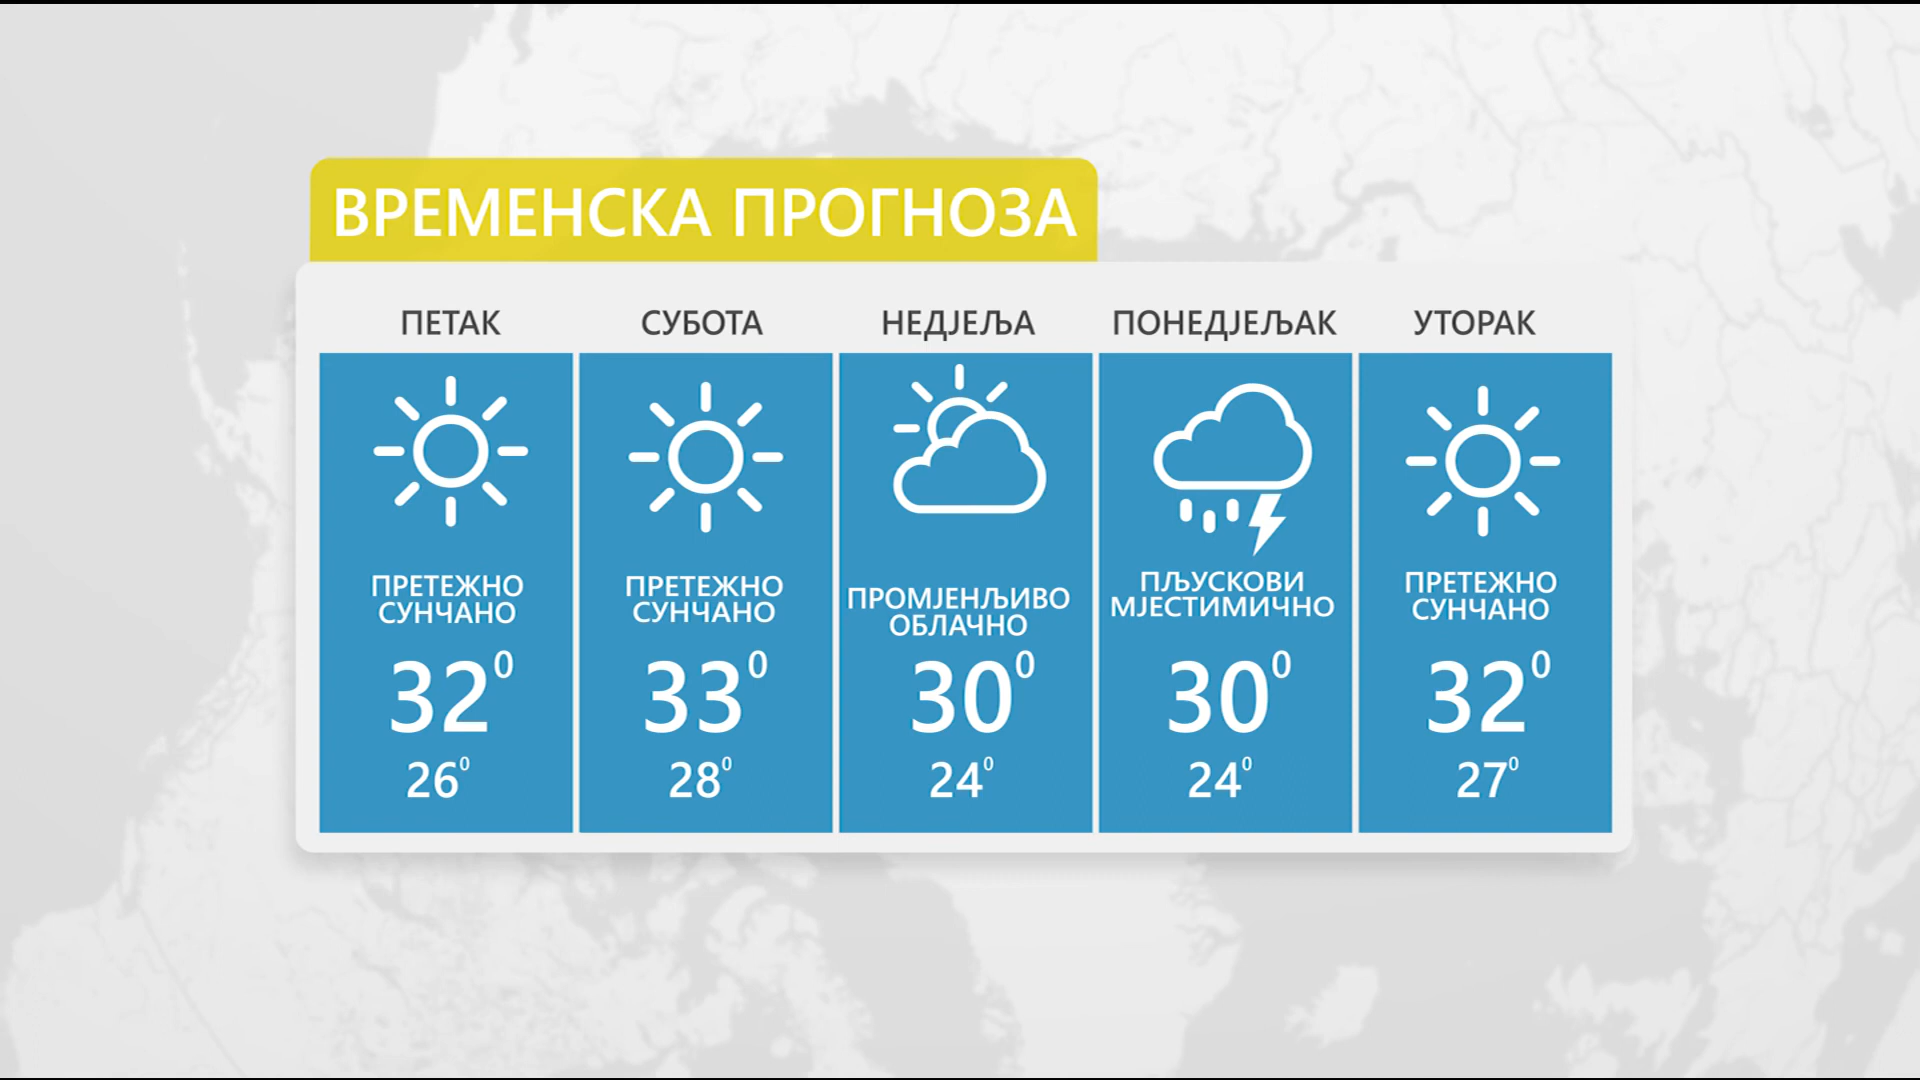 ВРЕМЕНСКА ПРОГНОЗА
ПЕТАК
ПРЕТЕЖНО
СУНЧАНО
32⁰
26⁰
СУБОТА
ПРЕТЕЖНО
СУНЧАНО
33⁰
28⁰
НЕДЈЕЉА
ПРОМЈЕНЉИВО
ОБЛАЧНО
30⁰
24⁰
ПОНЕДЈЕЉАК
ПЉУСКОВИ
МЈЕСТИМИЧНО
30⁰
24⁰
УТОРАК
ПРЕТЕЖНО
СУНЧАНО
32⁰
27⁰